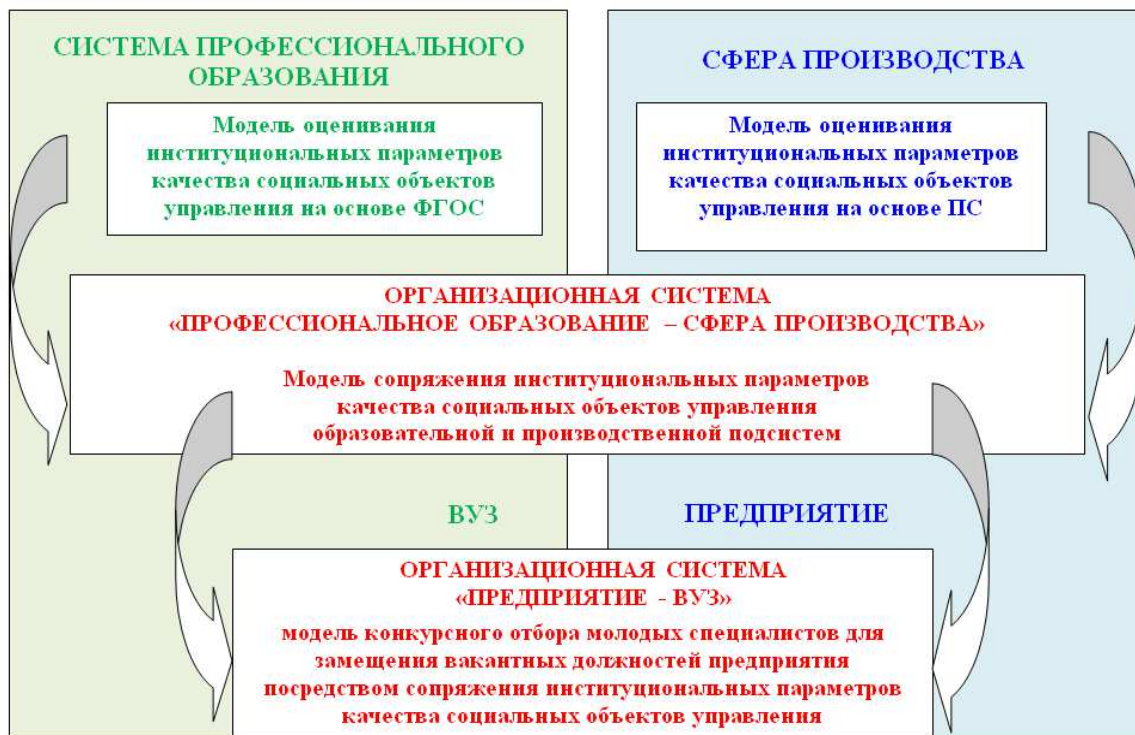 СИСТЕМА ПРОФЕССИОНАЛЬНОГО
ОБРАЗОВАНИЯ
Модель оценивания
институциональных параметров
качества социальных объектов
управления на основе ФГОС
СФЕРА ПРОИЗВОДСТВА
Модель оценивания
институциональных параметров
качества социальных объектов
управления на основе ПС
ОРГАНИЗАЦИОННАЯ СИСТЕМА
«ПРОФЕССИОНАЛЬНОЕ ОБРАЗОВАНИЕ – СФЕРА ПРОИЗВОДСТВА»
Модель сопряжения институциональных параметров
качества социальных объектов управления
образовательной и производственной подсистем
ВУЗ
ПРЕДПРИЯТИЕ
ОРГАНИЗАЦИОННАЯ СИСТЕМА
«ПРЕДПРИЯТИЕ - ВУЗ»
модель конкурсного отбора молодых специалистов для
замещения вакантных должностей предприятия
посредством сопряжения институциональных параметров
качества социальных объектов управления